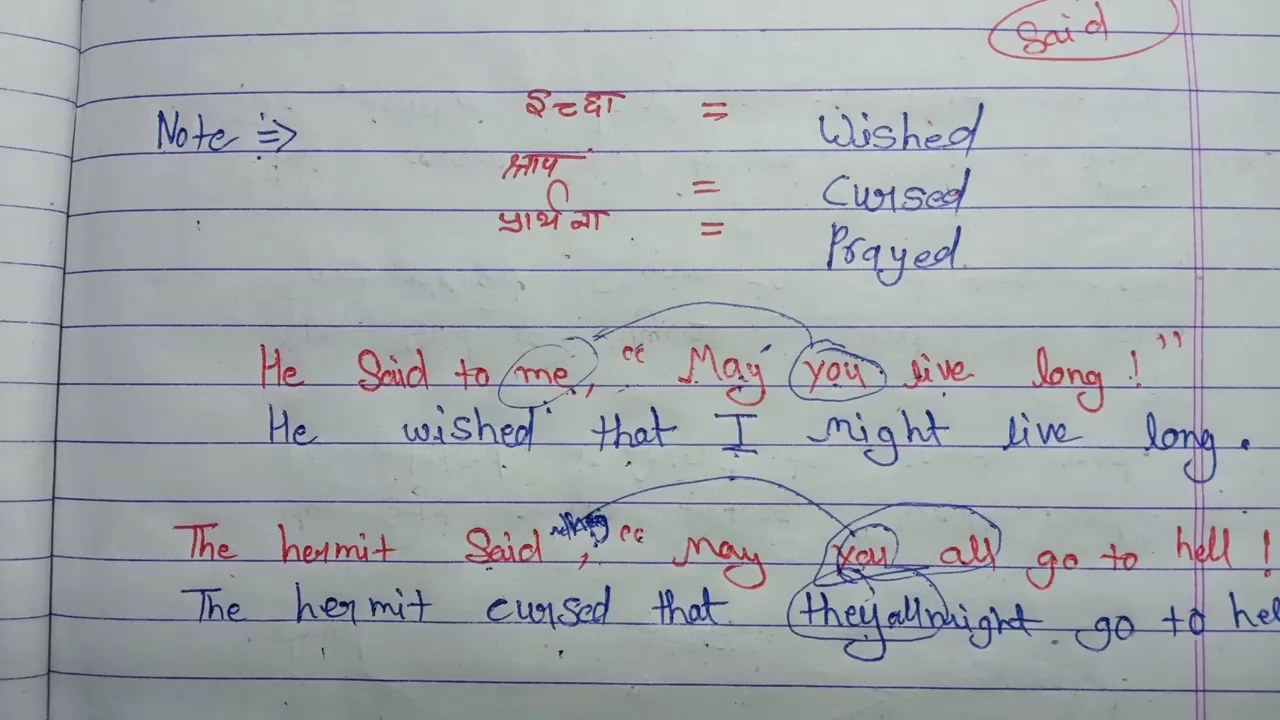 Said
Note ⇒ इच्छा = Wished
श्राप = Cursed
प्रार्थना = Prayed
He Said to me, “ May you live long! ”
He wished that I might live long.
The hermit Said , “ may you all go to hell !
The hermit cursed that they all might go to hel